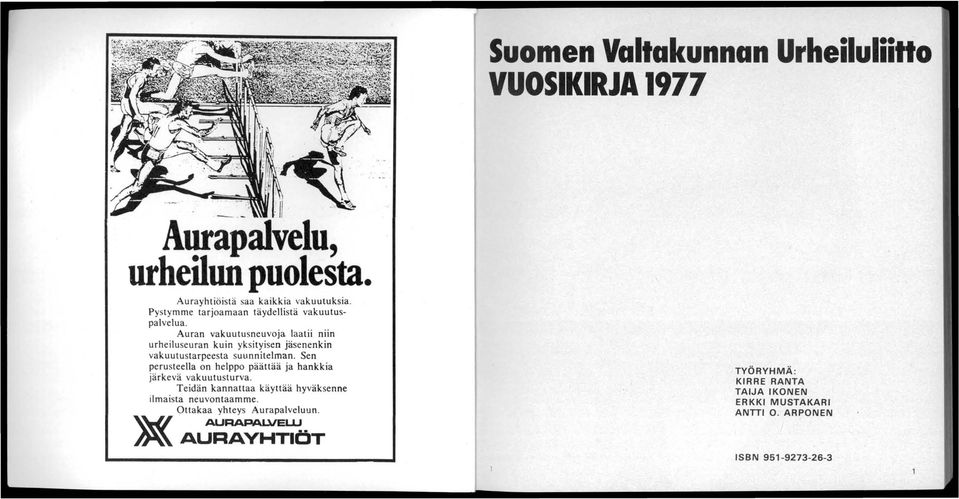 Aurapalvelu,
urheilun puolesta.
Aurayhtiöistä saa kaikkia vakuutuksia.
Pystymme tarjoamaan täydellistä vakuutus-
palvelua.
Auran vakuutusneuvoja laatii niin
urheiluseuran kuin yksityisen jäsenenkin
vakuutustarpeesta suunnitelman. Sen
perusteella on helppo päättää ja hankkia
järkevä vakuutusturva.
Teidän kannattaa käyttää hyväksenne
ilmaista neuvontaamme.
Ottakaa yhteys Aurapalveluun.
AURAPALVELU
AURAYHTIÖT
Suomen Valtakunnan Urheiluliitto
VUOSIKIRJA 1977
TYÖRYHMÄ:
KIRRE RANTA
TAIJA IKONEN
ERKKI MUSTAKARI
ANTTI O. ARPONEN
ISBN 951-9273-26-3
1